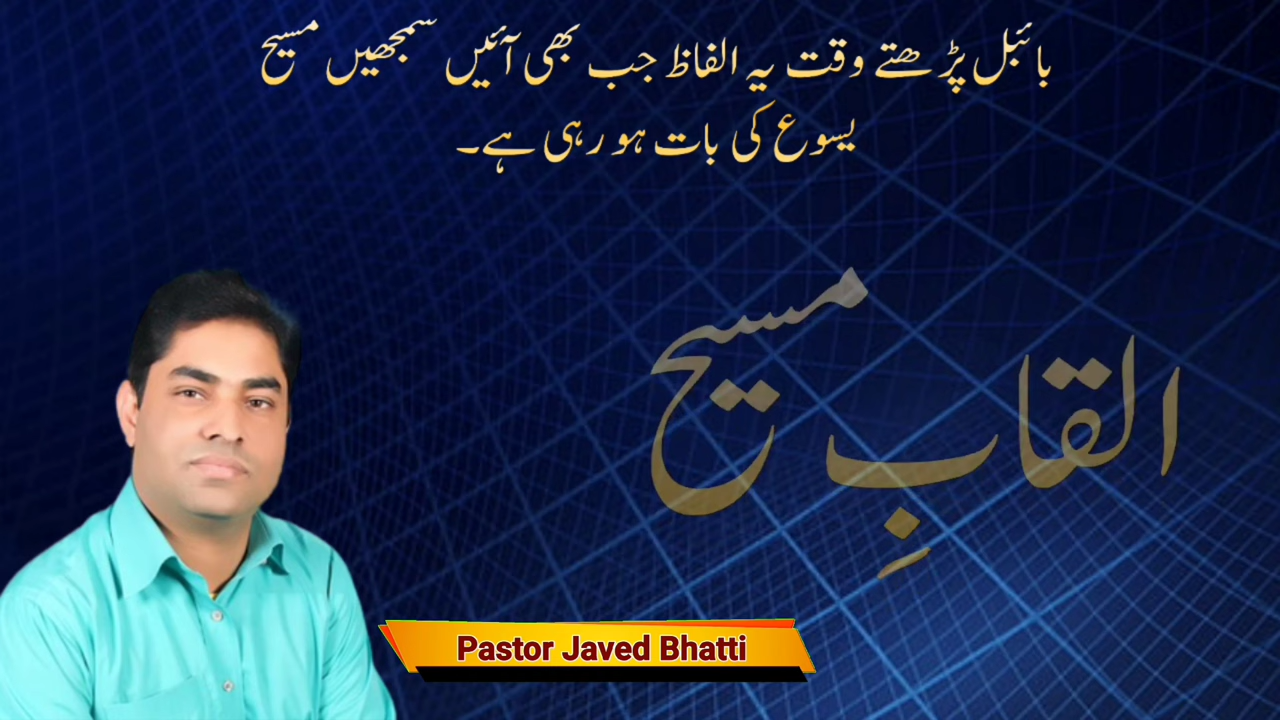 بائبل پڑھتے وقت یہ الفاظ جب بھی آئیں سمجھیں مسیح
یسوع کی بات ہو رہی ہے۔
القابِ مسیح
Pastor Javed Bhatti